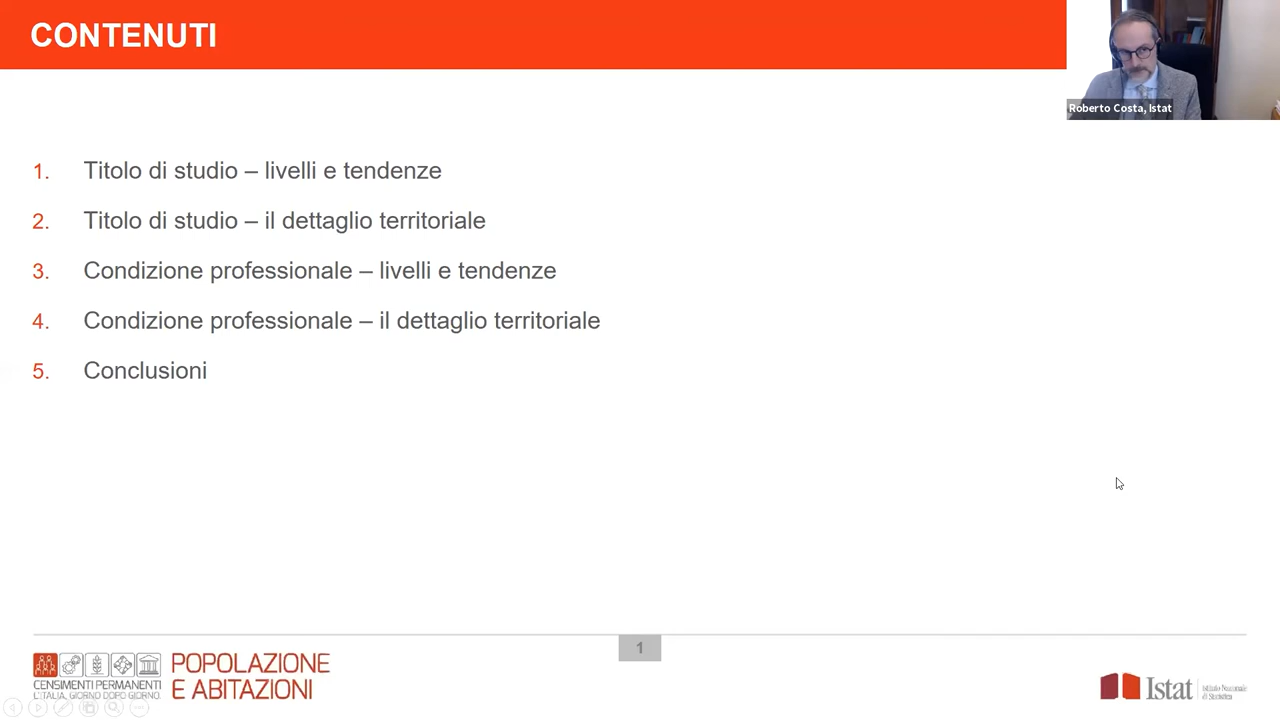 CONTENUTI
Roberto Costa, Istat
1. Titolo di studio – livelli e tendenze
2. Titolo di studio – il dettaglio territoriale
3. Condizione professionale – livelli e tendenze
4. Condizione professionale – il dettaglio territoriale
5. Conclusioni
1
CENSIMENTI PERMANENTI
L'ITALIA, GIORNO DOPO GIORNO.
POPOLAZIONE
E ABITAZIONI
Istat
Istituto Nazionale
di Statistica